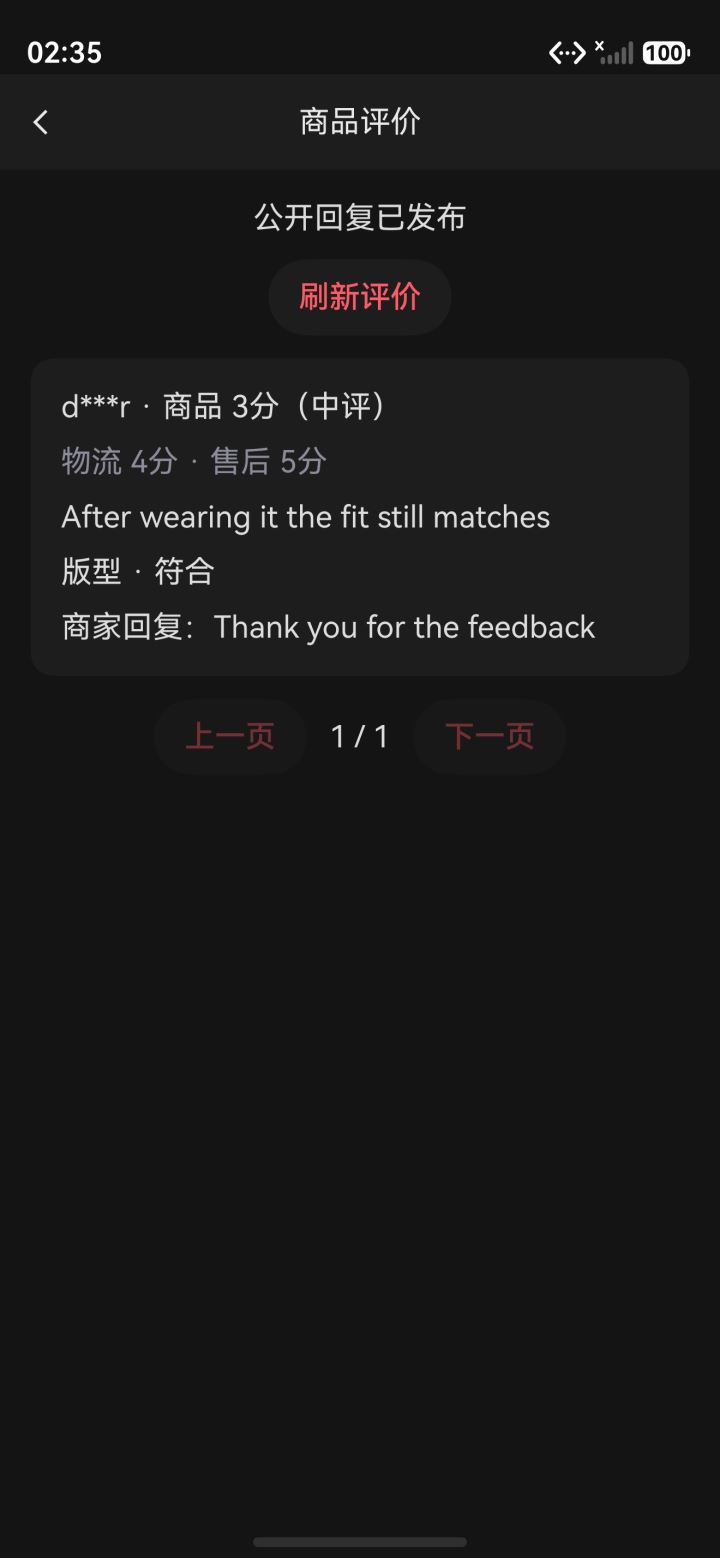 02:35
x
100
商品评价
公开回复已发布
刷新评价
d***r · 商品 3分（中评）
物流 4分 · 售后 5分
After wearing it the fit still matches
版型 · 符合
商家回复：Thank you for the feedback
上一页 1 / 1 下一页